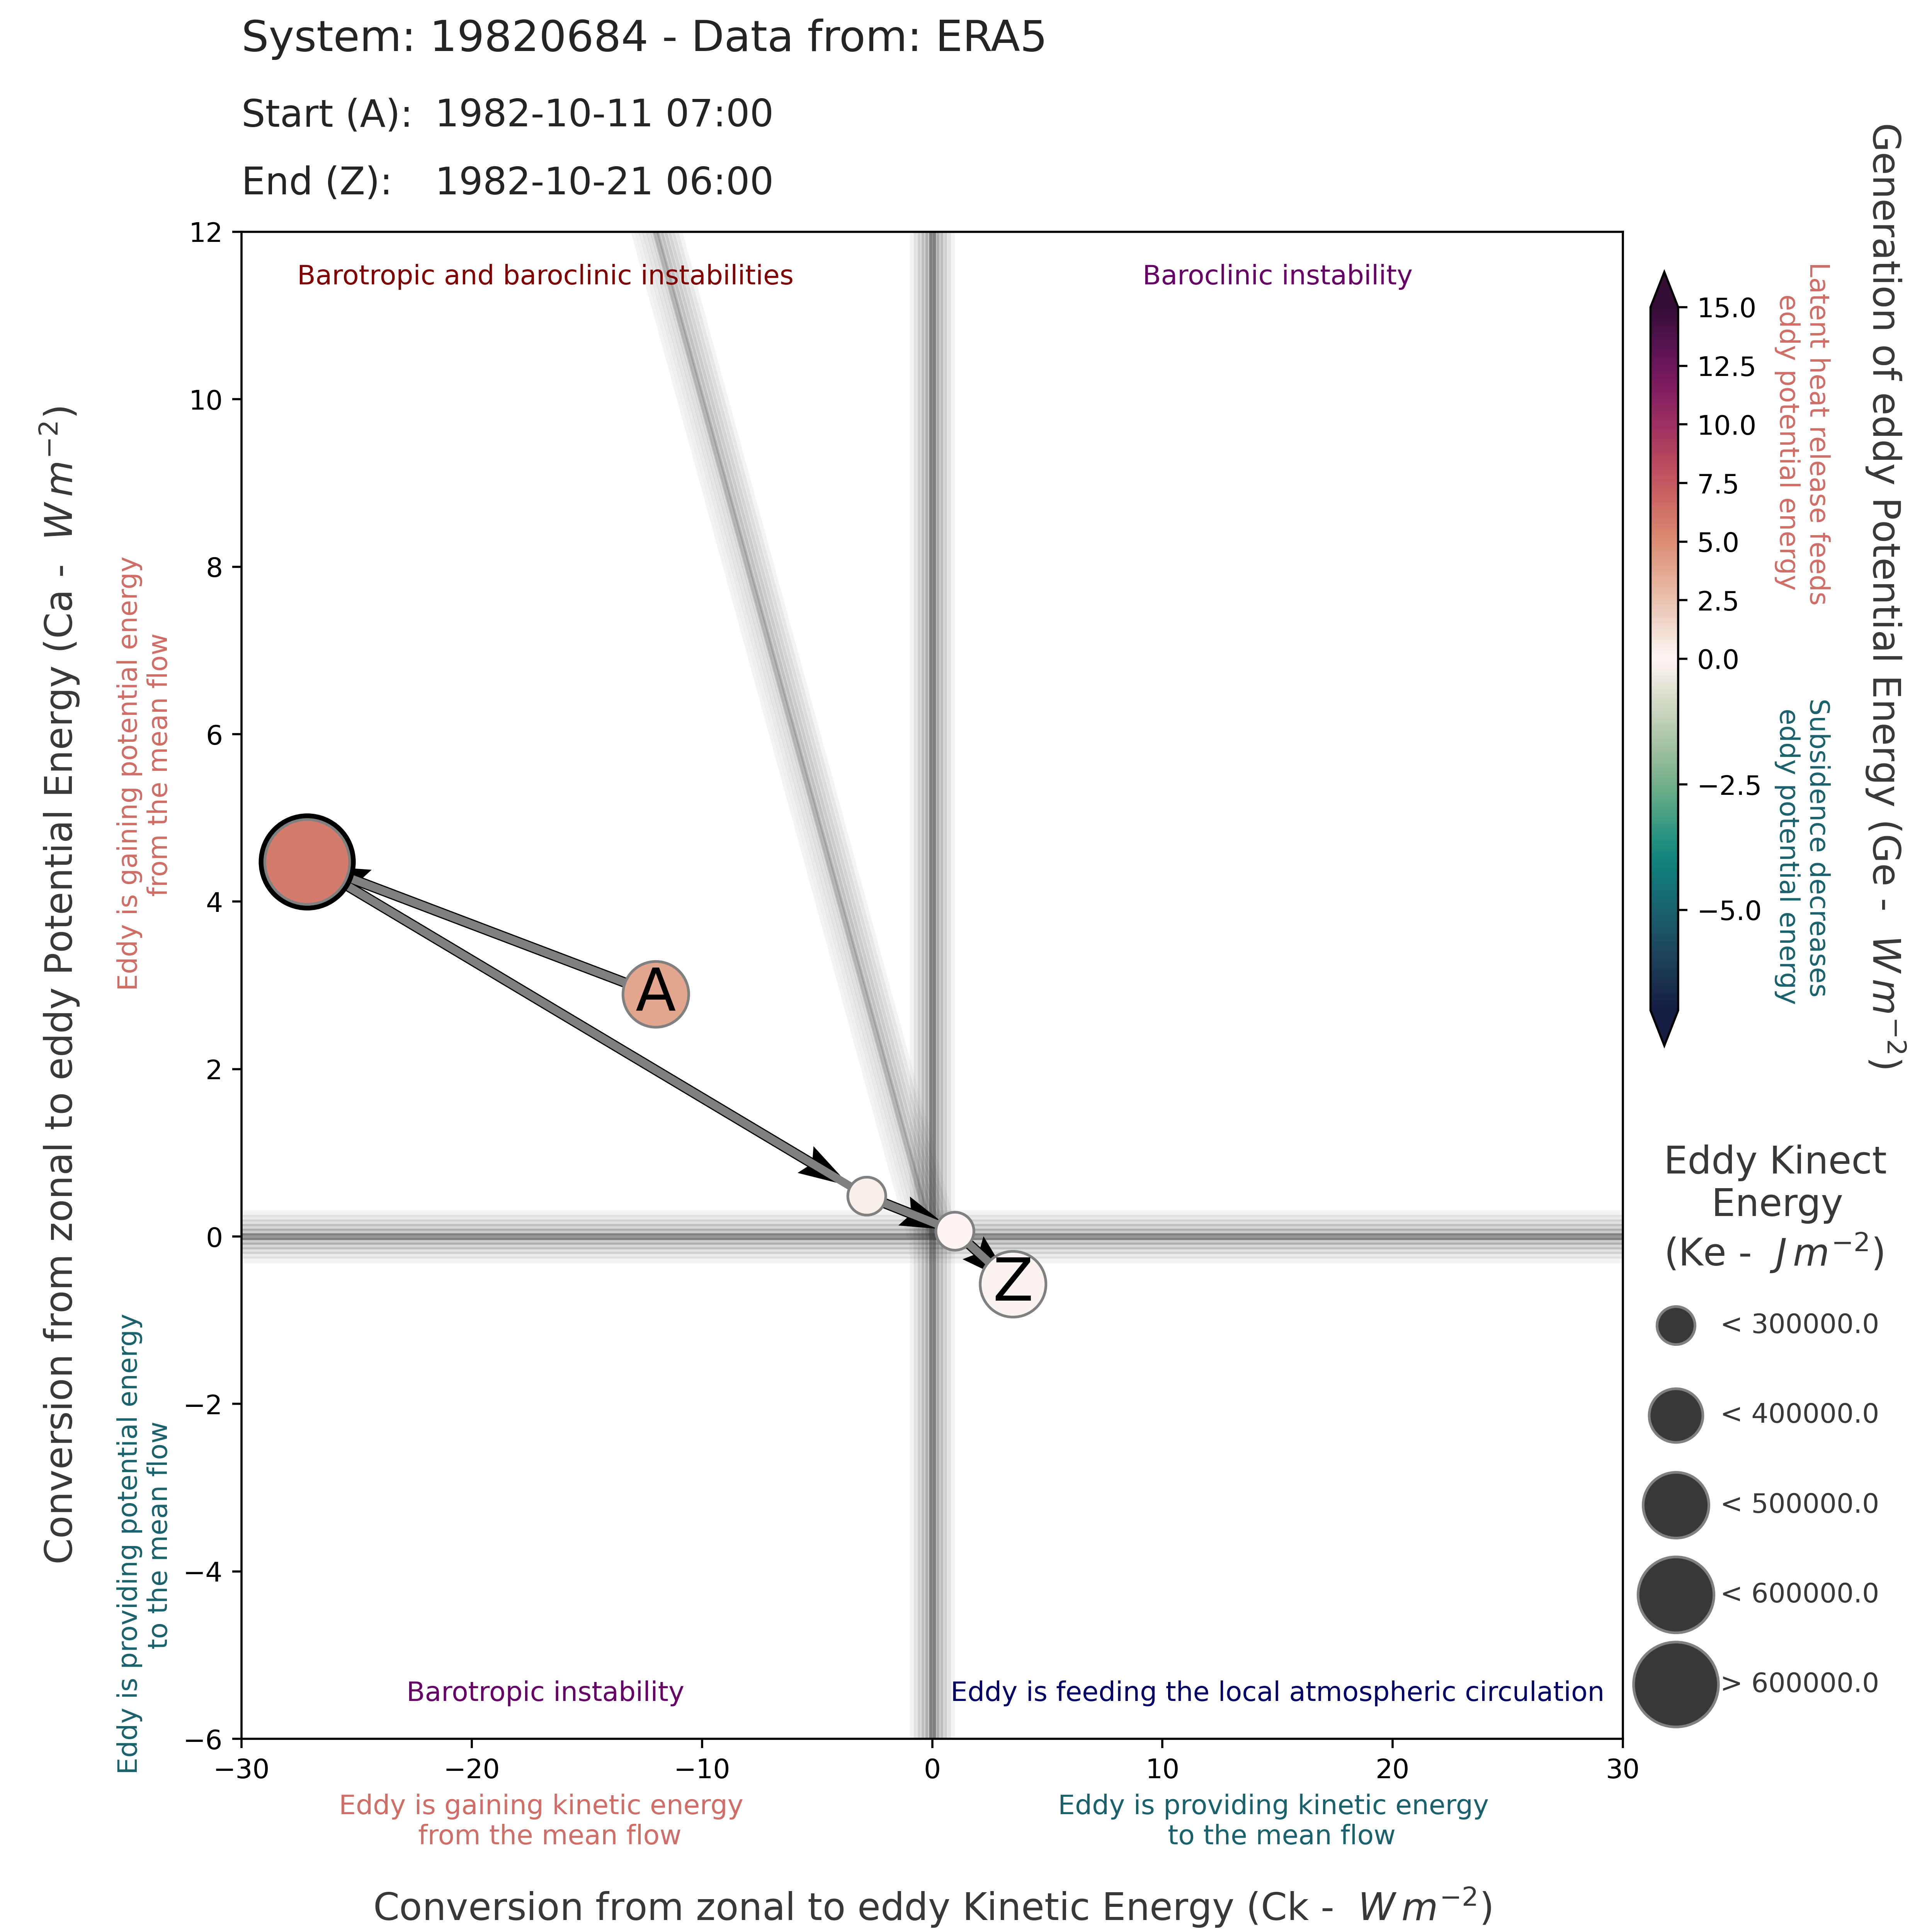 System: 19820684 - Data from: ERA5
Start (A): 1982-10-11 07:00
End (Z): 1982-10-21 06:00
Barotropic and baroclinic instabilities
Baroclinic instability
Barotropic instability
Eddy is feeding the local atmospheric circulation
A
Z
12
10
8
6
4
2
0
−2
−4
−6
−30
−20
−10
0
10
20
30
Eddy is gaining kinetic energy
from the mean flow
Eddy is providing kinetic energy
to the mean flow
Conversion from zonal to eddy Kinetic Energy (Ck - W m⁻²)
Conversion from zonal to eddy Potential Energy (Ca - W m⁻²)
Eddy is gaining potential energy
from the mean flow
Eddy is providing potential energy
to the mean flow
15.0
12.5
10.0
7.5
5.0
2.5
0.0
−2.5
−5.0
Latent heat release feeds
eddy potential energy
Subsidence decreases
eddy potential energy
Generation of eddy Potential Energy (Ge - W m⁻²)
Eddy Kinect
Energy
(Ke - J m⁻²)
< 300000.0
< 400000.0
< 500000.0
< 600000.0
> 600000.0